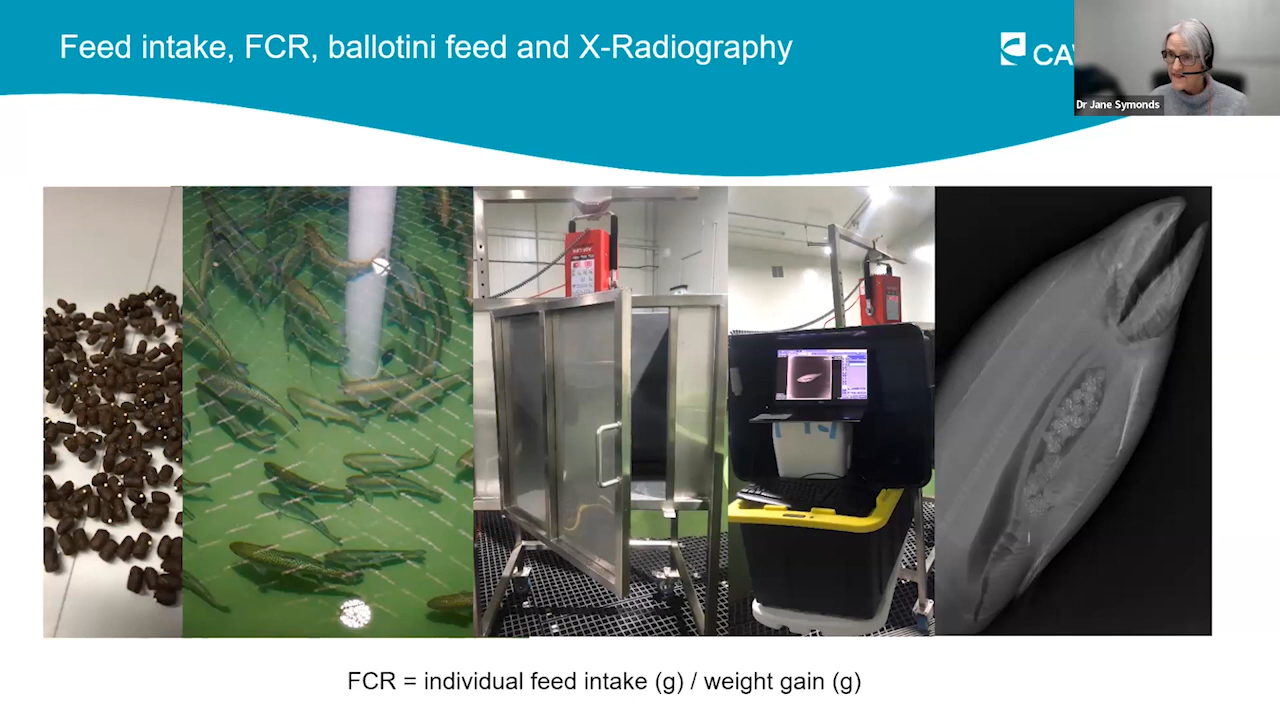 Feed intake, FCR, ballotini feed and X-Radiography
CA
Dr Jane Symonds
FCR = individual feed intake (g) / weight gain (g)